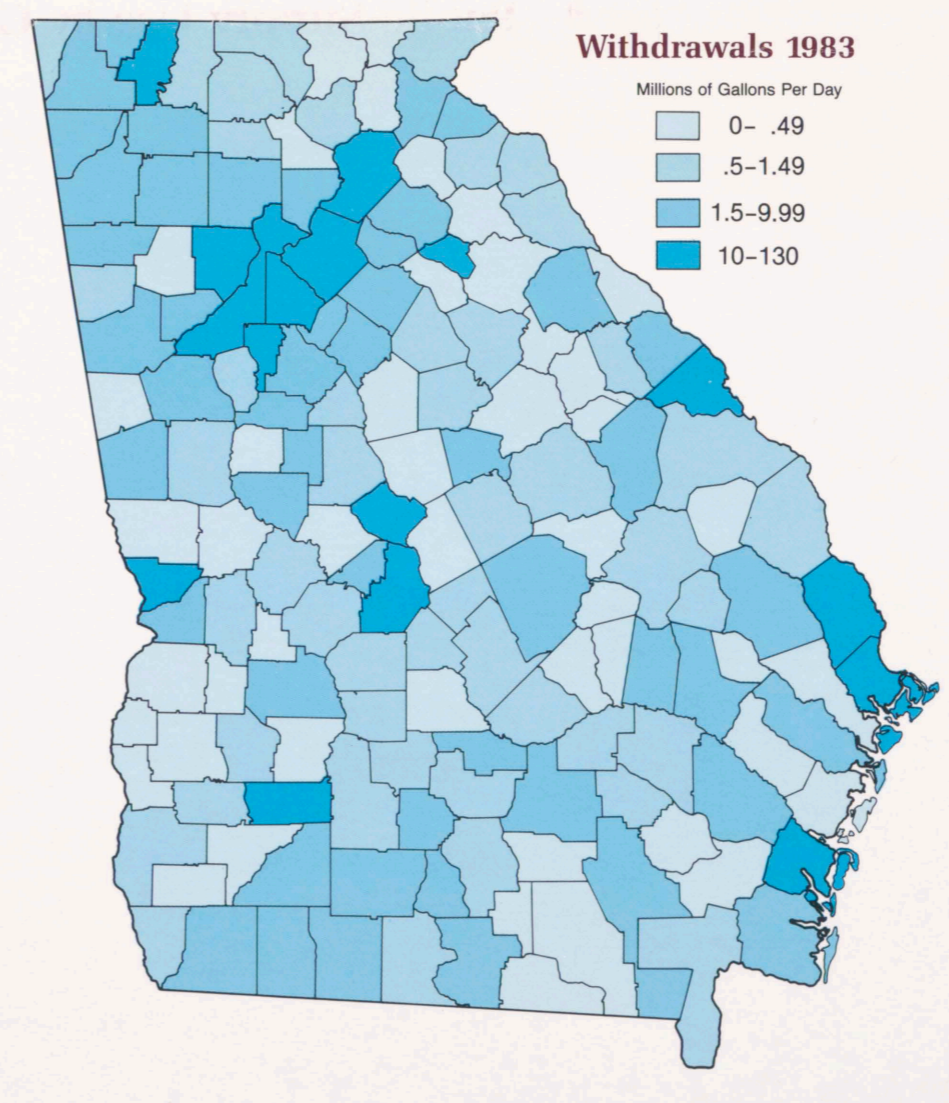 Withdrawals 1983
Millions of Gallons Per Day
0– .49
.5–1.49
1.5–9.99
10–130